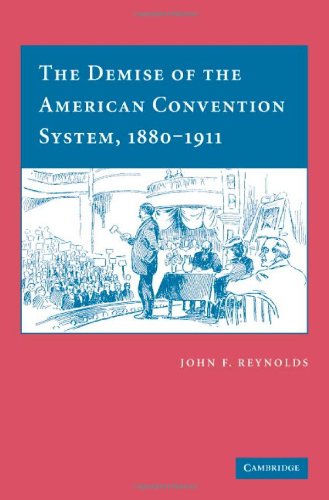 The Demise of the
American Convention
System, 1880–1911
John F. Reynolds
Cambridge